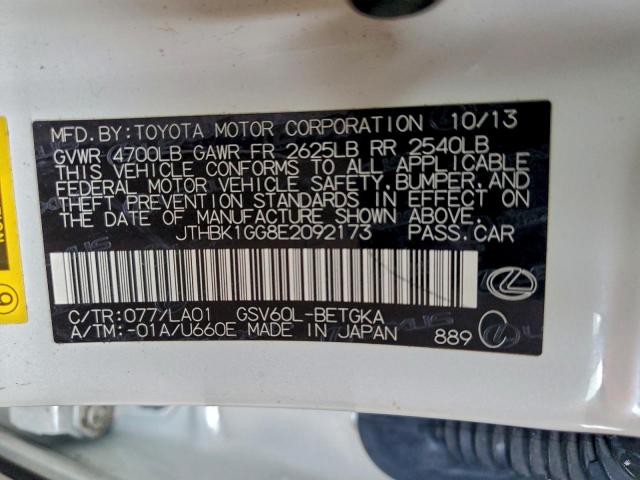 MFD. BY: TOYOTA MOTOR CORPORATION 10/13
GVWR 4700LB GAWR FR 2625LB RR 2540LB
THIS VEHICLE CONFORMS TO ALL APPLICABLE
FEDERAL MOTOR VEHICLE SAFETY, BUMPER, AND
THEFT PREVENTION STANDARDS IN EFFECT ON
THE DATE OF MANUFACTURE SHOWN ABOVE.
JTHBK1GG8E2092173 PASS. CAR
C/TR: 077/LA01 GSV60L-BETGKA
A/TM: -01A/U660E MADE IN JAPAN 889